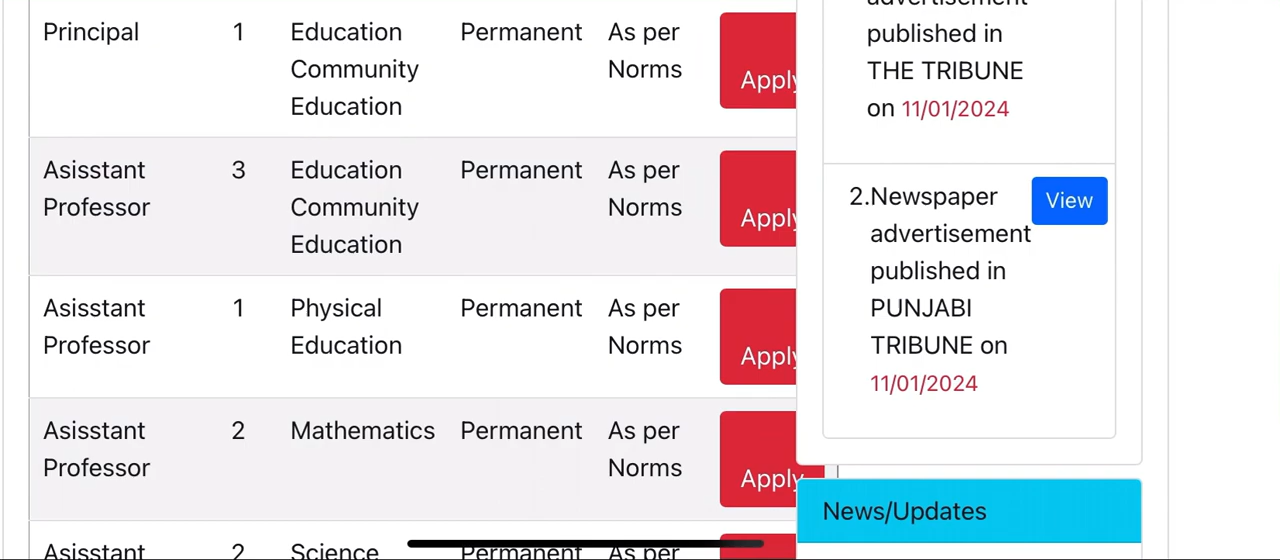 Principal 1 Education Permanent As per
Community Norms Apply
Education
Asisstant 3 Education Permanent As per
Professor Community Norms Apply
Education
Asisstant 1 Physical Permanent As per
Professor Education Norms Apply
Asisstant 2 Mathematics Permanent As per
Professor Norms Apply
Asisstant 2 Science Permanent As per
advertisement
published in
THE TRIBUNE
on 11/01/2024
2.Newspaper View
advertisement
published in
PUNJABI
TRIBUNE on
11/01/2024
News/Updates